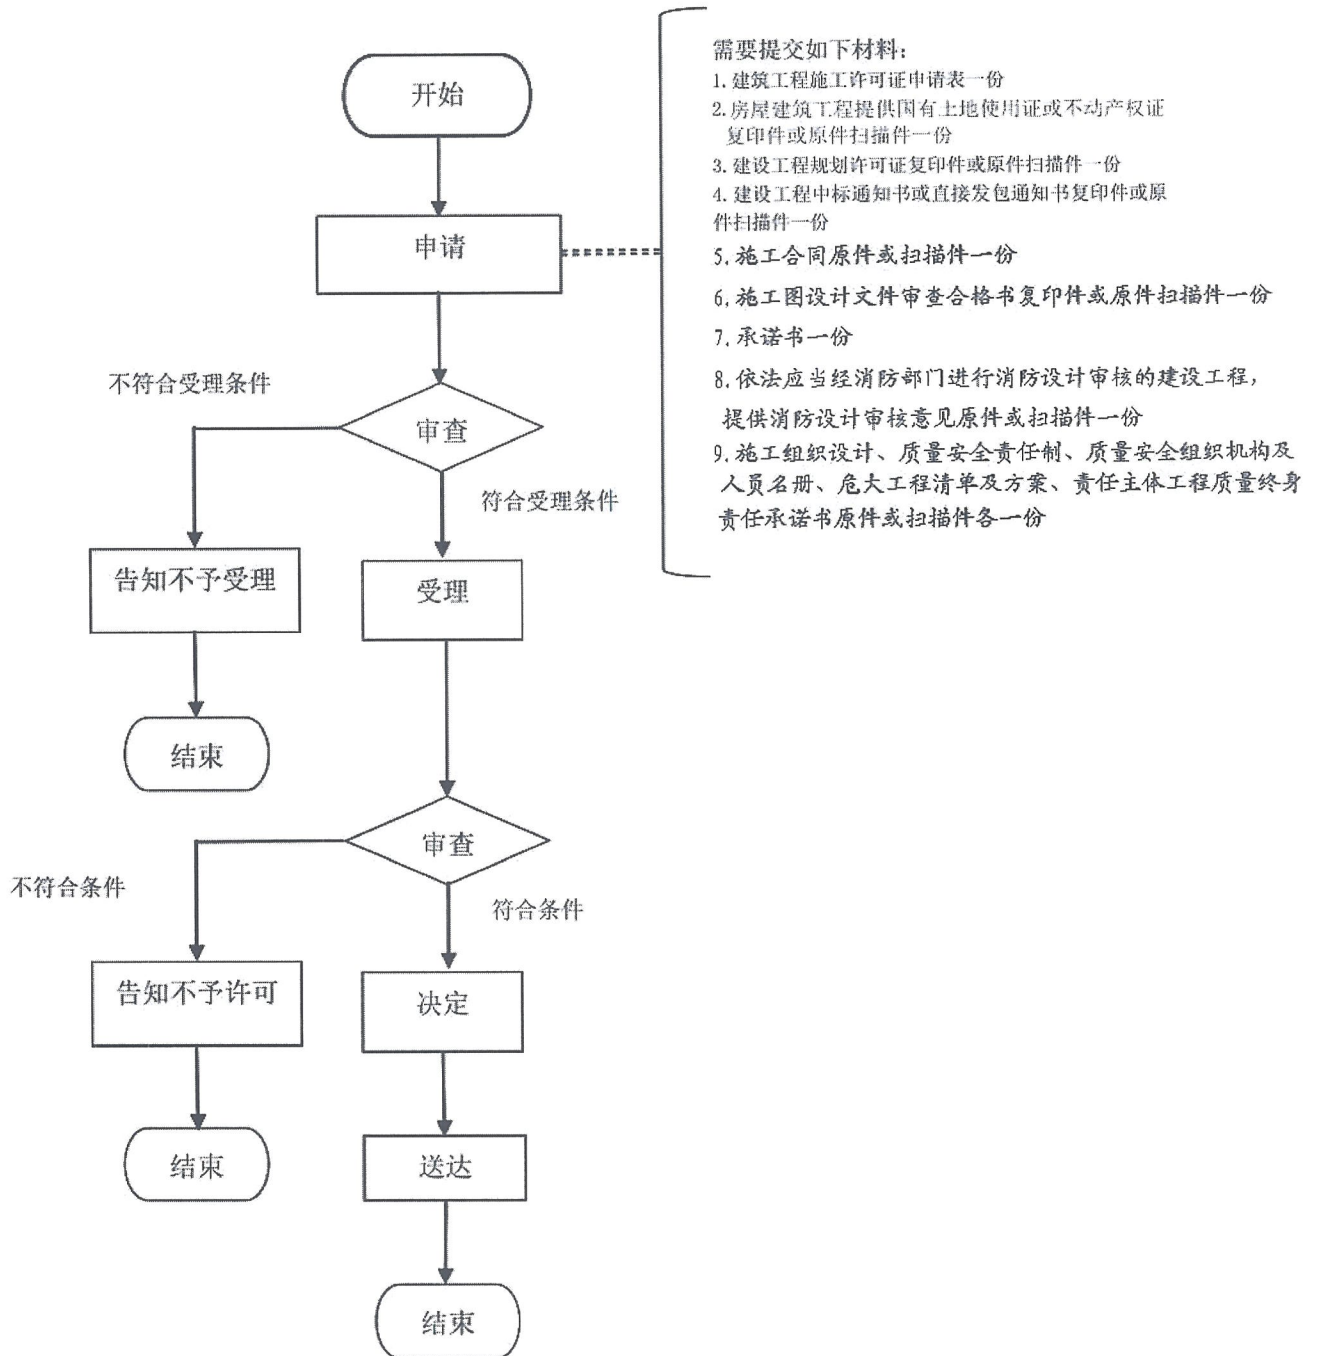 开始
申请
需要提交如下材料:
1. 建筑工程施工许可证申请表一份
2. 房屋建筑工程提供国有土地使用证或不动产权证
复印件或原件扫描件一份
3. 建设工程规划许可证复印件或原件扫描件一份
4. 建设工程中标通知书或直接发包通知书复印件或原
件扫描件一份
5. 施工合同原件或扫描件一份
6. 施工图设计文件审查合格书复印件或原件扫描件一份
7. 承诺书一份
8. 依法应当经消防部门进行消防设计审核的建设工程,
提供消防设计审核意见原件或扫描件一份
9. 施工组织设计、质量安全责任制、质量安全组织机构及
人员名册、危大工程清单及方案、责任主体工程质量终身
责任承诺书原件或扫描件各一份
不符合受理条件
审查
符合受理条件
告知不予受理
受理
结束
审查
不符合条件
符合条件
告知不予许可
决定
结束
送达
结束